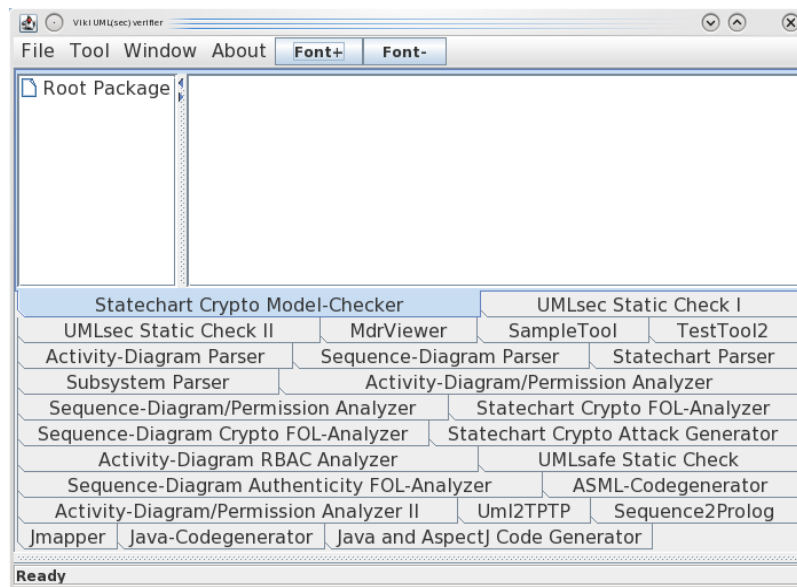 Viki UML(sec) verifier
File Tool Window About Font+ Font-
Root Package
Statechart Crypto Model-Checker UMLsec Static Check I
UMLsec Static Check II MdrViewer SampleTool TestTool2
Activity-Diagram Parser Sequence-Diagram Parser Statechart Parser
Subsystem Parser Activity-Diagram/Permission Analyzer
Sequence-Diagram/Permission Analyzer Statechart Crypto FOL-Analyzer
Sequence-Diagram Crypto FOL-Analyzer Statechart Crypto Attack Generator
Activity-Diagram RBAC Analyzer UMLsafe Static Check
Sequence-Diagram Authenticity FOL-Analyzer ASML-Codegenerator
Activity-Diagram/Permission Analyzer II Uml2TPTP Sequence2Prolog
Jmapper Java-Codegenerator Java and AspectJ Code Generator
Ready